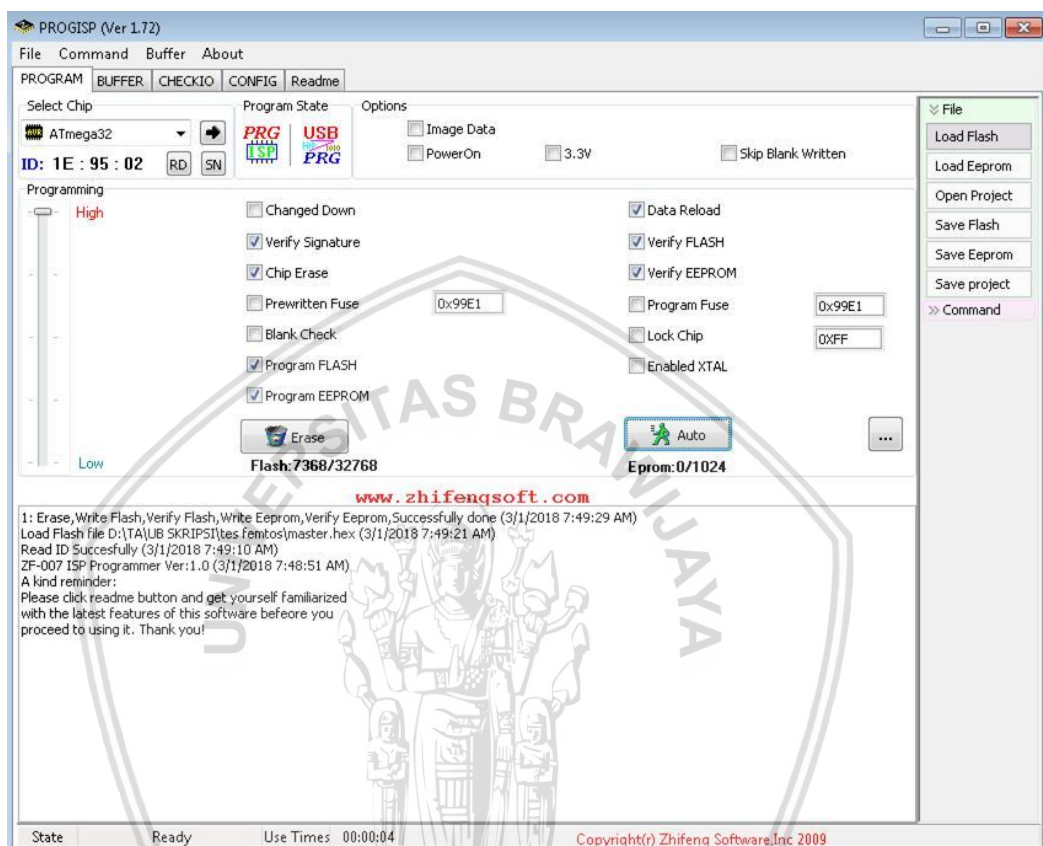 PROGISP (Ver 1.72)
File Command Buffer About
PROGRAM BUFFER CHECKIO CONFIG Readme
Select Chip
ATmega32
ID: 1E : 95 : 02 RD SN
Program State
PRG ISP USB PRG
Options
Image Data
PowerOn 3.3V Skip Blank Written
Programming
High
Low
Changed Down
Verify Signature
Chip Erase
Prewritten Fuse 0x99E1
Blank Check
Program FLASH
Program EEPROM
Erase
Flash:7368/32768
Data Reload
Verify FLASH
Verify EEPROM
Program Fuse 0x99E1
Lock Chip 0XFF
Enabled XTAL
Auto
...
Eprom:0/1024
www.zhifengsoft.com
File
Load Flash
Load Eeprom
Open Project
Save Flash
Save Eeprom
Save project
Command
1: Erase,Write Flash,Verify Flash,Write Eeprom,Verify Eeprom,Successfully done (3/1/2018 7:49:29 AM)
Load Flash file D:\TA\UB SKRIPSI\tes femtos\master.hex (3/1/2018 7:49:21 AM)
Read ID Succesfully (3/1/2018 7:49:10 AM)
ZF-007 ISP Programmer Ver:1.0 (3/1/2018 7:48:51 AM)
A kind reminder:
Please click readme button and get yourself familiarized
with the latest features of this software befeore you
proceed to using it. Thank you!
State Ready Use Times 00:00:04 Copyright(r) Zhifeng Software,Inc 2009
UNIVERSITAS BRAWIJAYA